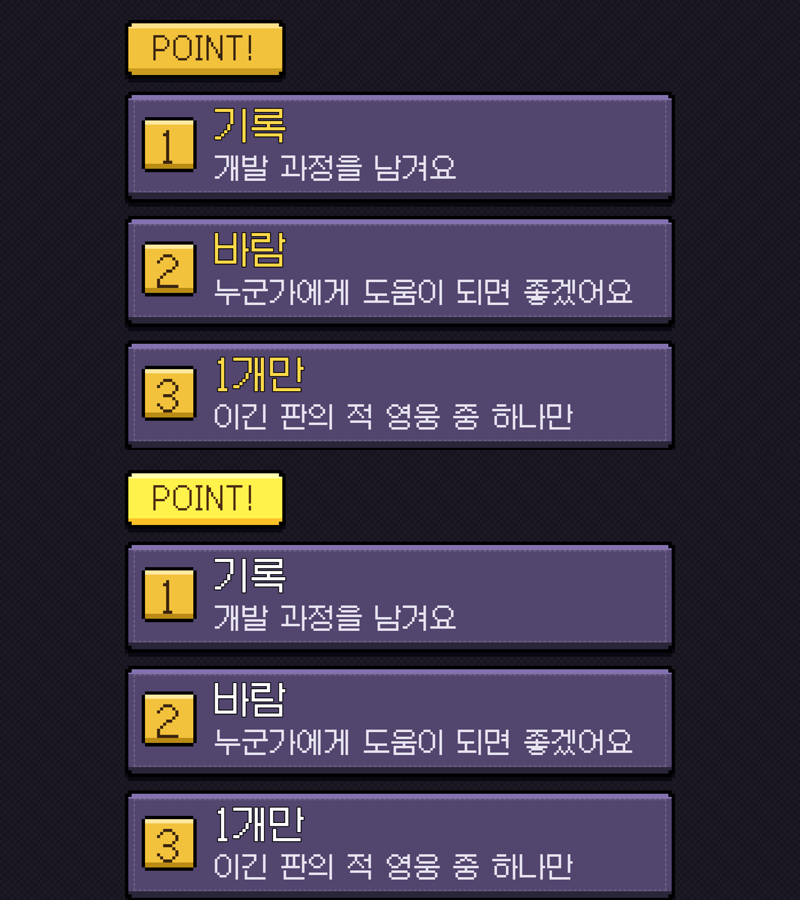 POINT!
1
기록
개발 과정을 남겨요
2
바람
누군가에게 도움이 되면 좋겠어요
3
1개만
이긴 판의 적 영웅 중 하나만
POINT!
1
기록
개발 과정을 남겨요
2
바람
누군가에게 도움이 되면 좋겠어요
3
1개만
이긴 판의 적 영웅 중 하나만